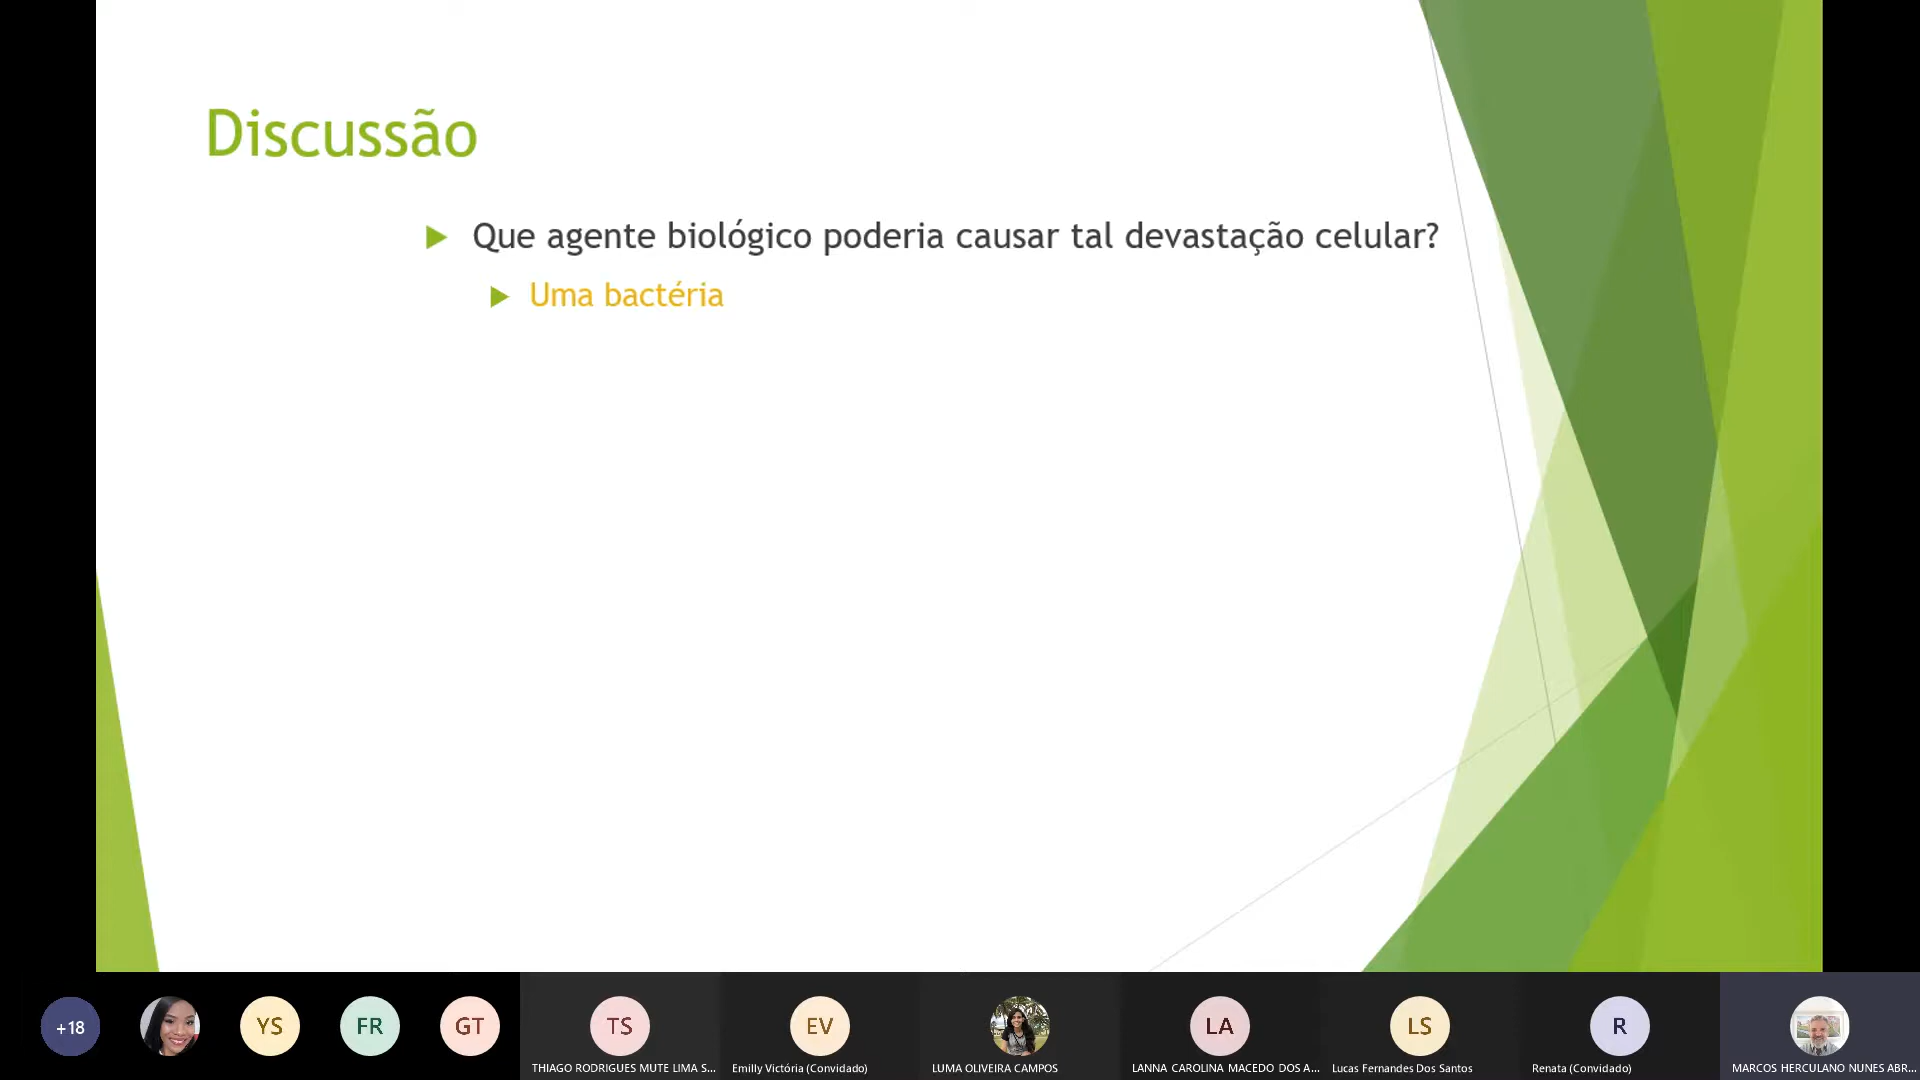 Discussão
Que agente biológico poderia causar tal devastação celular?
Uma bactéria
+18
YS
FR
GT
TS
EV
LA
LS
R
THIAGO RODRIGUES MUTE LIMA S...
Emilly Victória (Convidado)
LUMA OLIVEIRA CAMPOS
LANNA CAROLINA MACEDO DOS A...
Lucas Fernandes Dos Santos
Renata (Convidado)
MARCOS HERCULANO NUNES ABR...